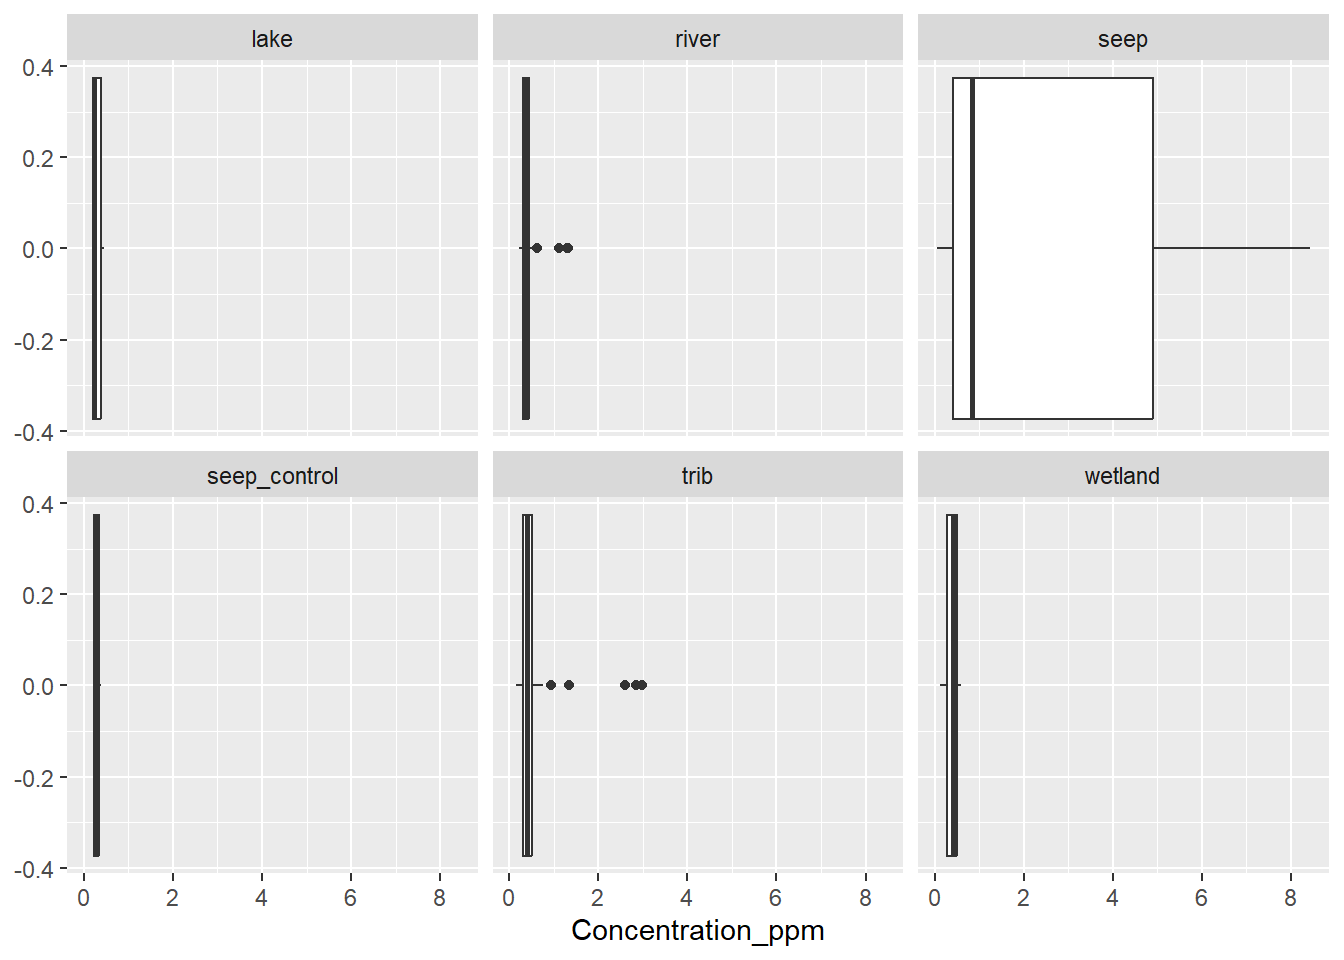 lake river seep
0.4
0.2
0.0
-0.2
-0.4
seep_control trib wetland
0.4
0.2
0.0
-0.2
-0.4
0 2 4 6 8 0 2 4 6 8 0 2 4 6 8
Concentration_ppm